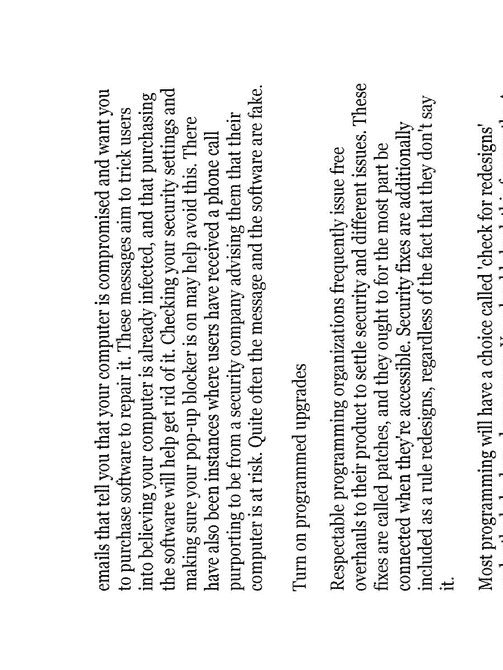 emails that tell you that your computer is compromised and want you
to purchase software to repair it. These messages aim to trick users
into believing your computer is already infected, and that purchasing
the software will help get rid of it. Checking your security settings and
making sure your pop-up blocker is on may help avoid this. There
have also been instances where users have received a phone call
purporting to be from a security company advising them that their
computer is at risk. Quite often the message and the software are fake.
Turn on programmed upgrades
Respectable programming organizations frequently issue free
overhauls to their product to settle security and different issues. These
fixes are called patches, and they ought to for the most part be
connected when they're accessible. Security fixes are additionally
included as a rule redesigns, regardless of the fact that they don't say
it.
Most programming will have a choice called 'check for redesigns'